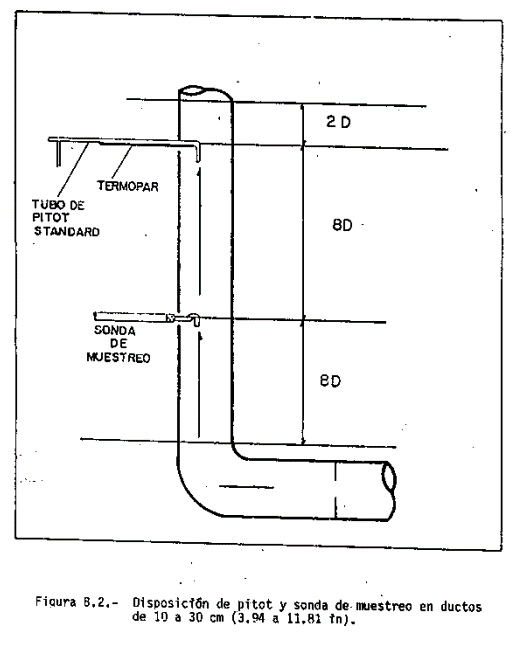 2 D
TERMOPAR
TUBO DE
PITOT
STANDARD
8D
SONDA
DE
MUESTREO
8D
Figura B.2.- Disposición de pitot y sonda de muestreo en ductos
de 10 a 30 cm (3.94 a 11.81 in).